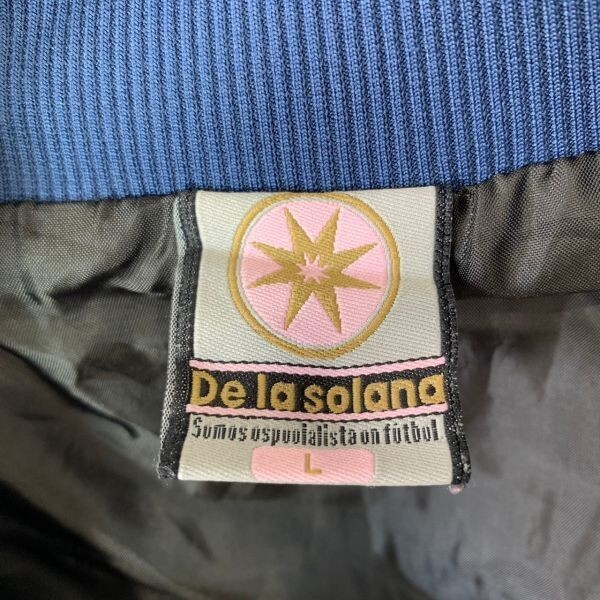 De la solana
Somos especialista en fútbol
L